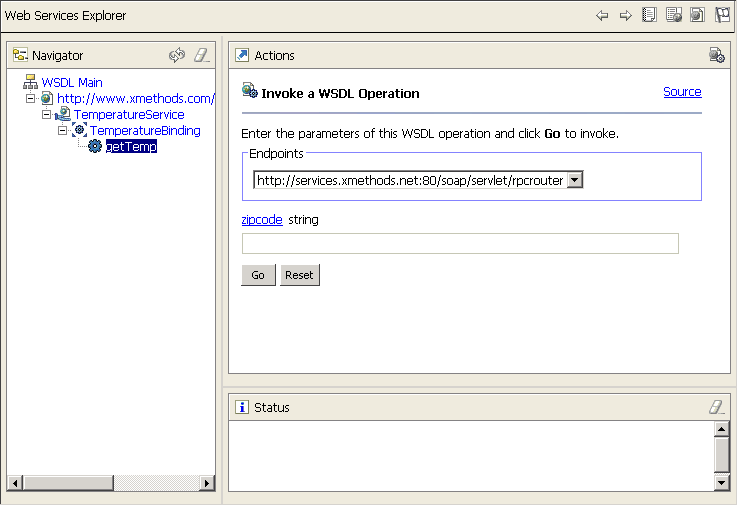 Web Services Explorer
Navigator
WSDL Main
http://www.xmethods.com/
TemperatureService
TemperatureBinding
getTemp
Actions
Invoke a WSDL Operation
Source
Enter the parameters of this WSDL operation and click Go to invoke.
Endpoints
http://services.xmethods.net:80/soap/servlet/rpcrouter
zipcode string
Go Reset
Status